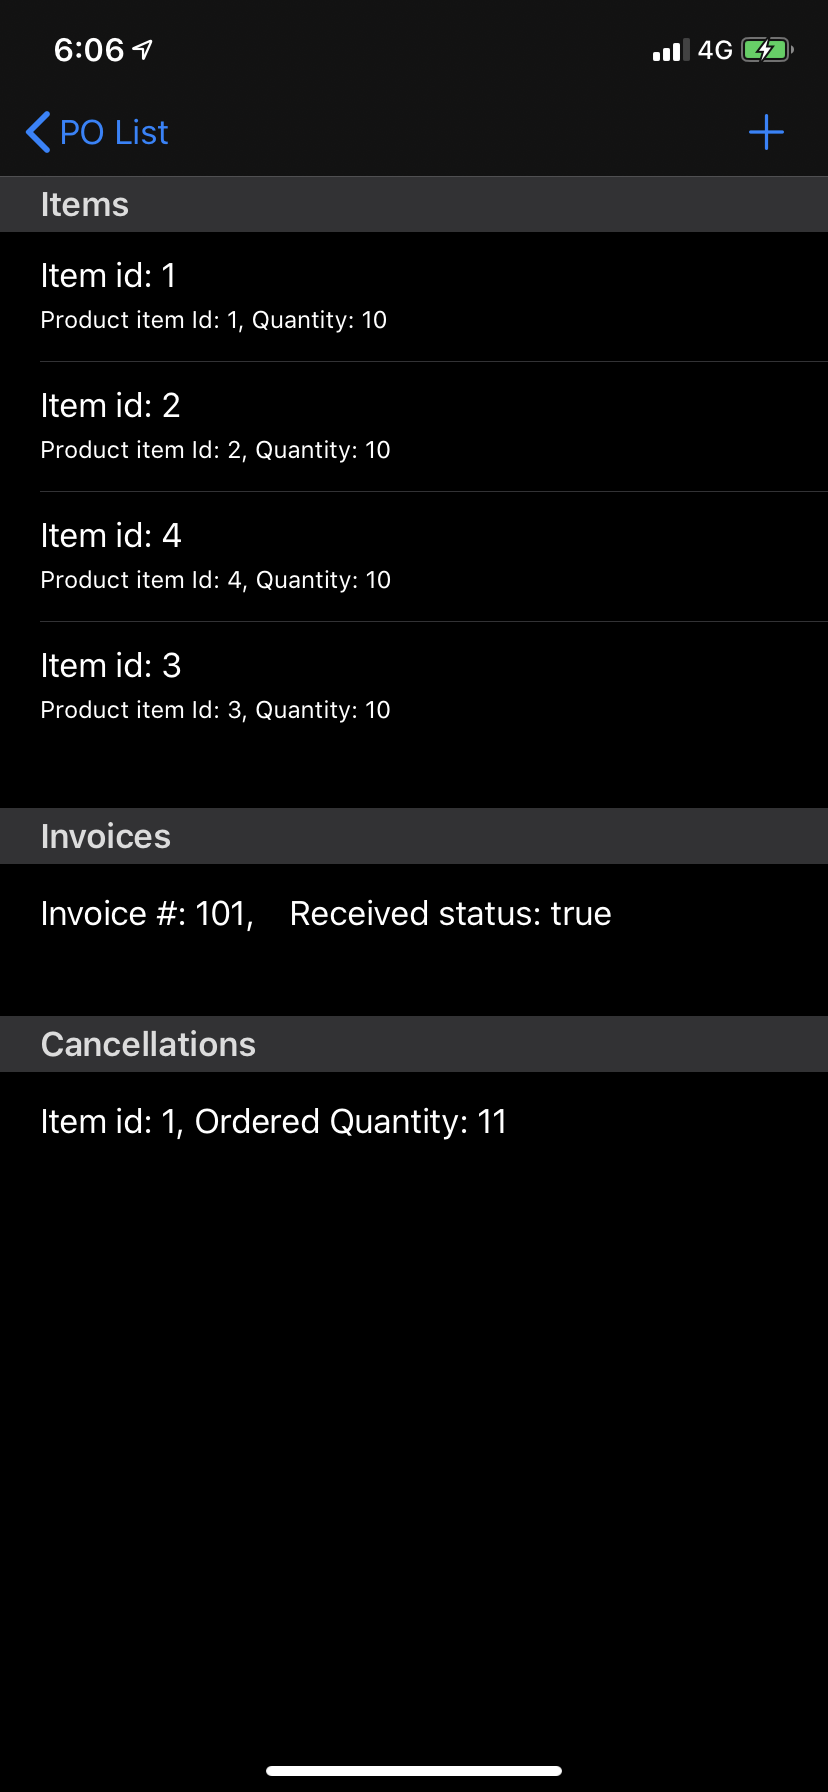 6:06 4G
PO List
Items
Item id: 1
Product item Id: 1, Quantity: 10
Item id: 2
Product item Id: 2, Quantity: 10
Item id: 4
Product item Id: 4, Quantity: 10
Item id: 3
Product item Id: 3, Quantity: 10
Invoices
Invoice #: 101, Received status: true
Cancellations
Item id: 1, Ordered Quantity: 11